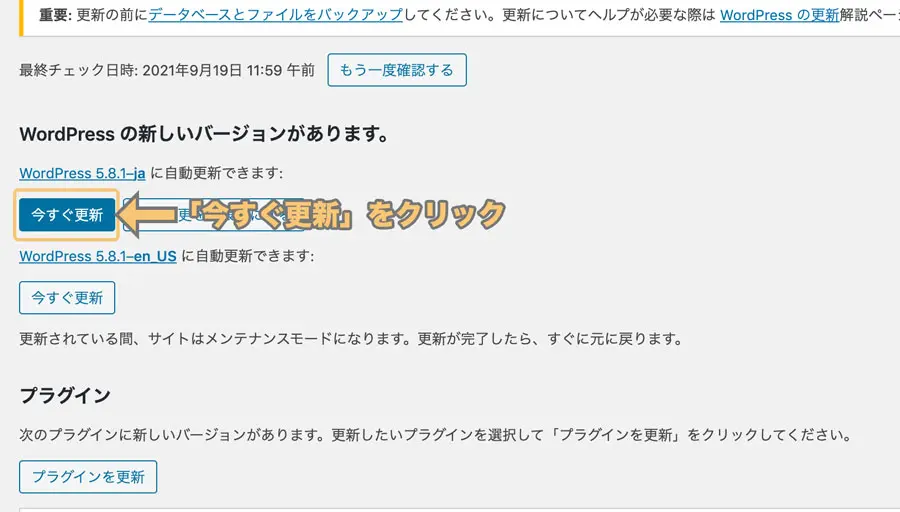 重要: 更新の前にデータベースとファイルをバックアップしてください。更新についてヘルプが必要な際は WordPress の更新解説ペー
最終チェック日時: 2021年9月19日 11:59 午前 もう一度確認する
WordPress の新しいバージョンがあります。
WordPress 5.8.1–ja に自動更新できます:
今すぐ更新 「今すぐ更新」をクリック
WordPress 5.8.1–en_US に自動更新できます:
今すぐ更新
更新されている間、サイトはメンテナンスモードになります。更新が完了したら、すぐに元に戻ります。
プラグイン
次のプラグインに新しいバージョンがあります。更新したいプラグインを選択して「プラグインを更新」をクリックしてください。
プラグインを更新